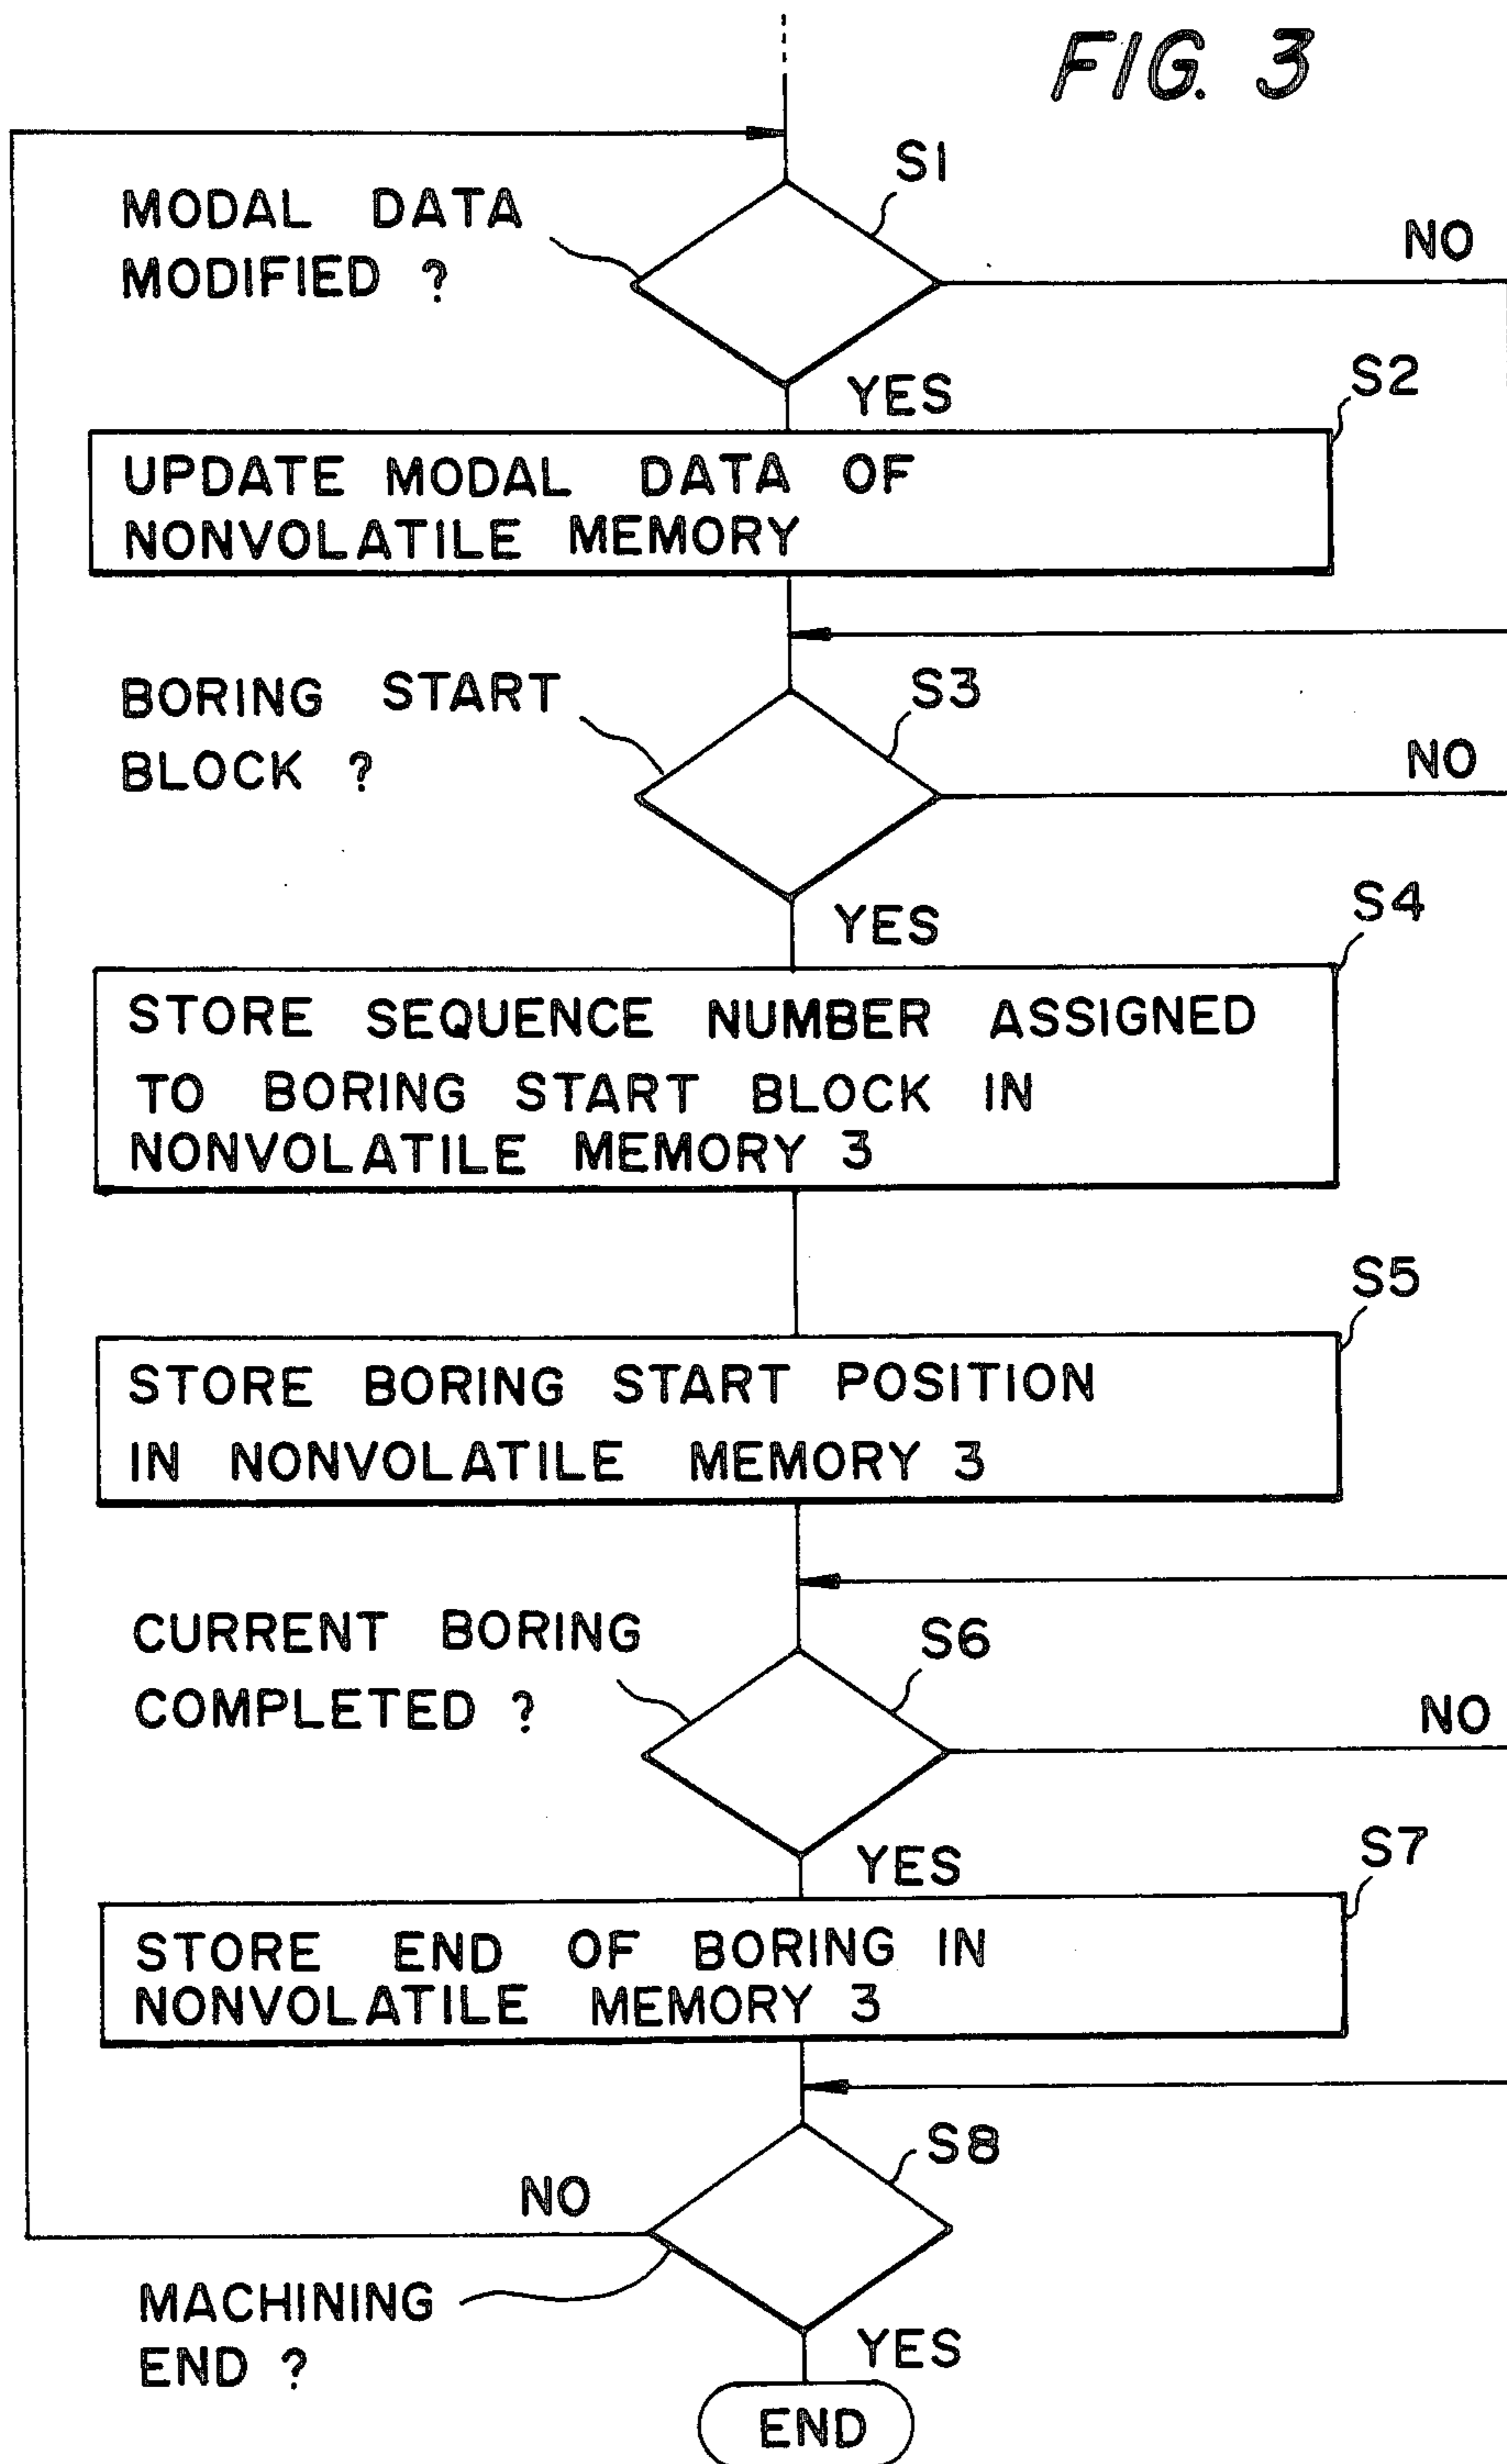 FIG. 3
S1
MODAL DATA
MODIFIED ?
NO
YES
S2
UPDATE MODAL DATA OF
NONVOLATILE MEMORY
BORING START
BLOCK ?
S3
NO
YES
S4
STORE SEQUENCE NUMBER ASSIGNED
TO BORING START BLOCK IN
NONVOLATILE MEMORY 3
S5
STORE BORING START POSITION
IN NONVOLATILE MEMORY 3
CURRENT BORING
COMPLETED ?
S6
NO
YES
S7
STORE END OF BORING IN
NONVOLATILE MEMORY 3
S8
NO
MACHINING
END ?
YES
END